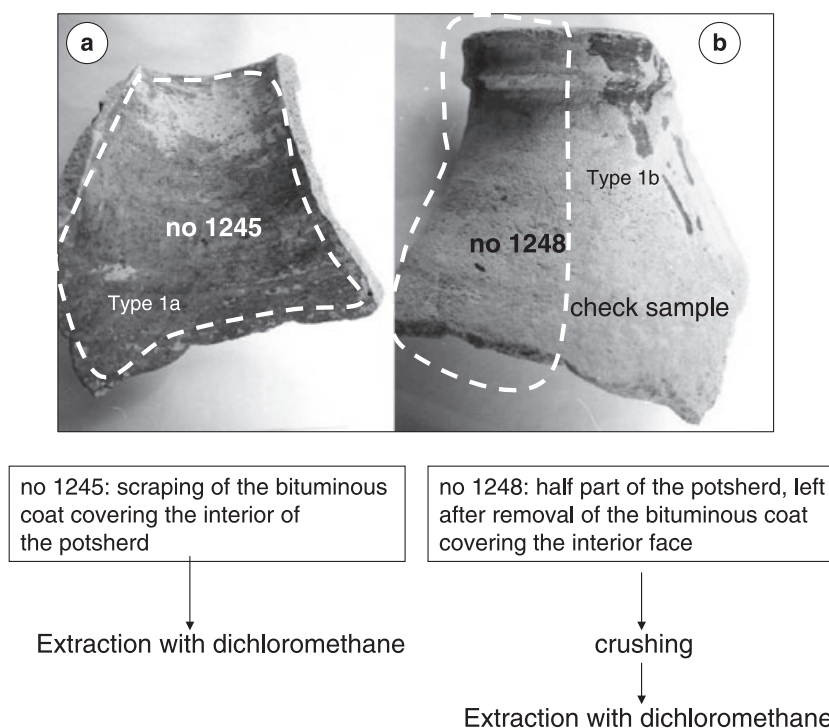 a
b
no 1245
Type 1a
Type 1b
no 1248
check sample
no 1245: scraping of the bituminous
coat covering the interior of
the potsherd
Extraction with dichloromethane
no 1248: half part of the potsherd, left
after removal of the bituminous coat
covering the interior face
crushing
Extraction with dichloromethane